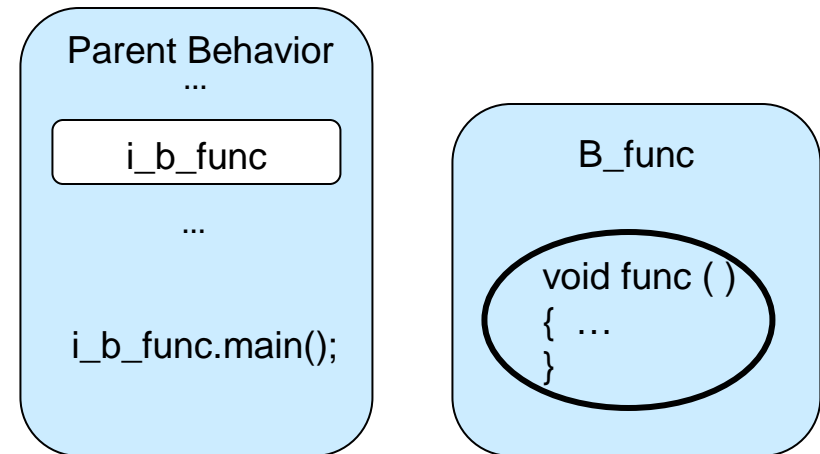 Parent Behavior
...
i_b_func
...
i_b_func.main();
B_func
void func ( )
{ …
}